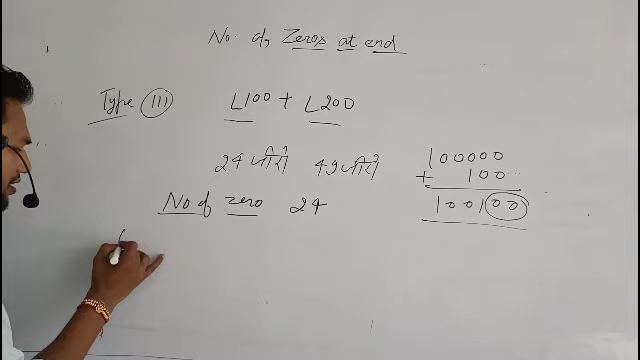 No. of Zeros at end
Type III L100 + L200
24 जीरो 49 जीरो
No of zero 24
100000
+ 100
100100